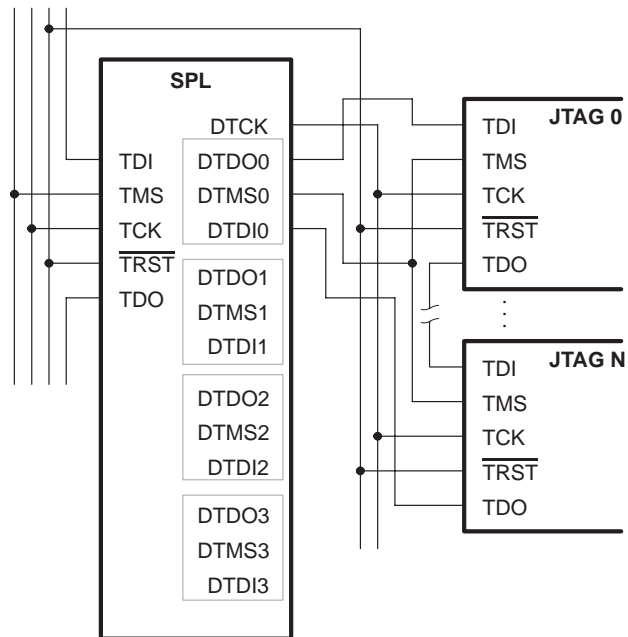 SPL
DTCK
TDI
DTDO0
TMS
DTMS0
TCK
DTDI0
TRST
TDO
DTDO1
DTMS1
DTDI1
DTDO2
DTMS2
DTDI2
DTDO3
DTMS3
DTDI3
JTAG 0
TDI
TMS
TCK
TRST
TDO
JTAG N
TDI
TMS
TCK
TRST
TDO